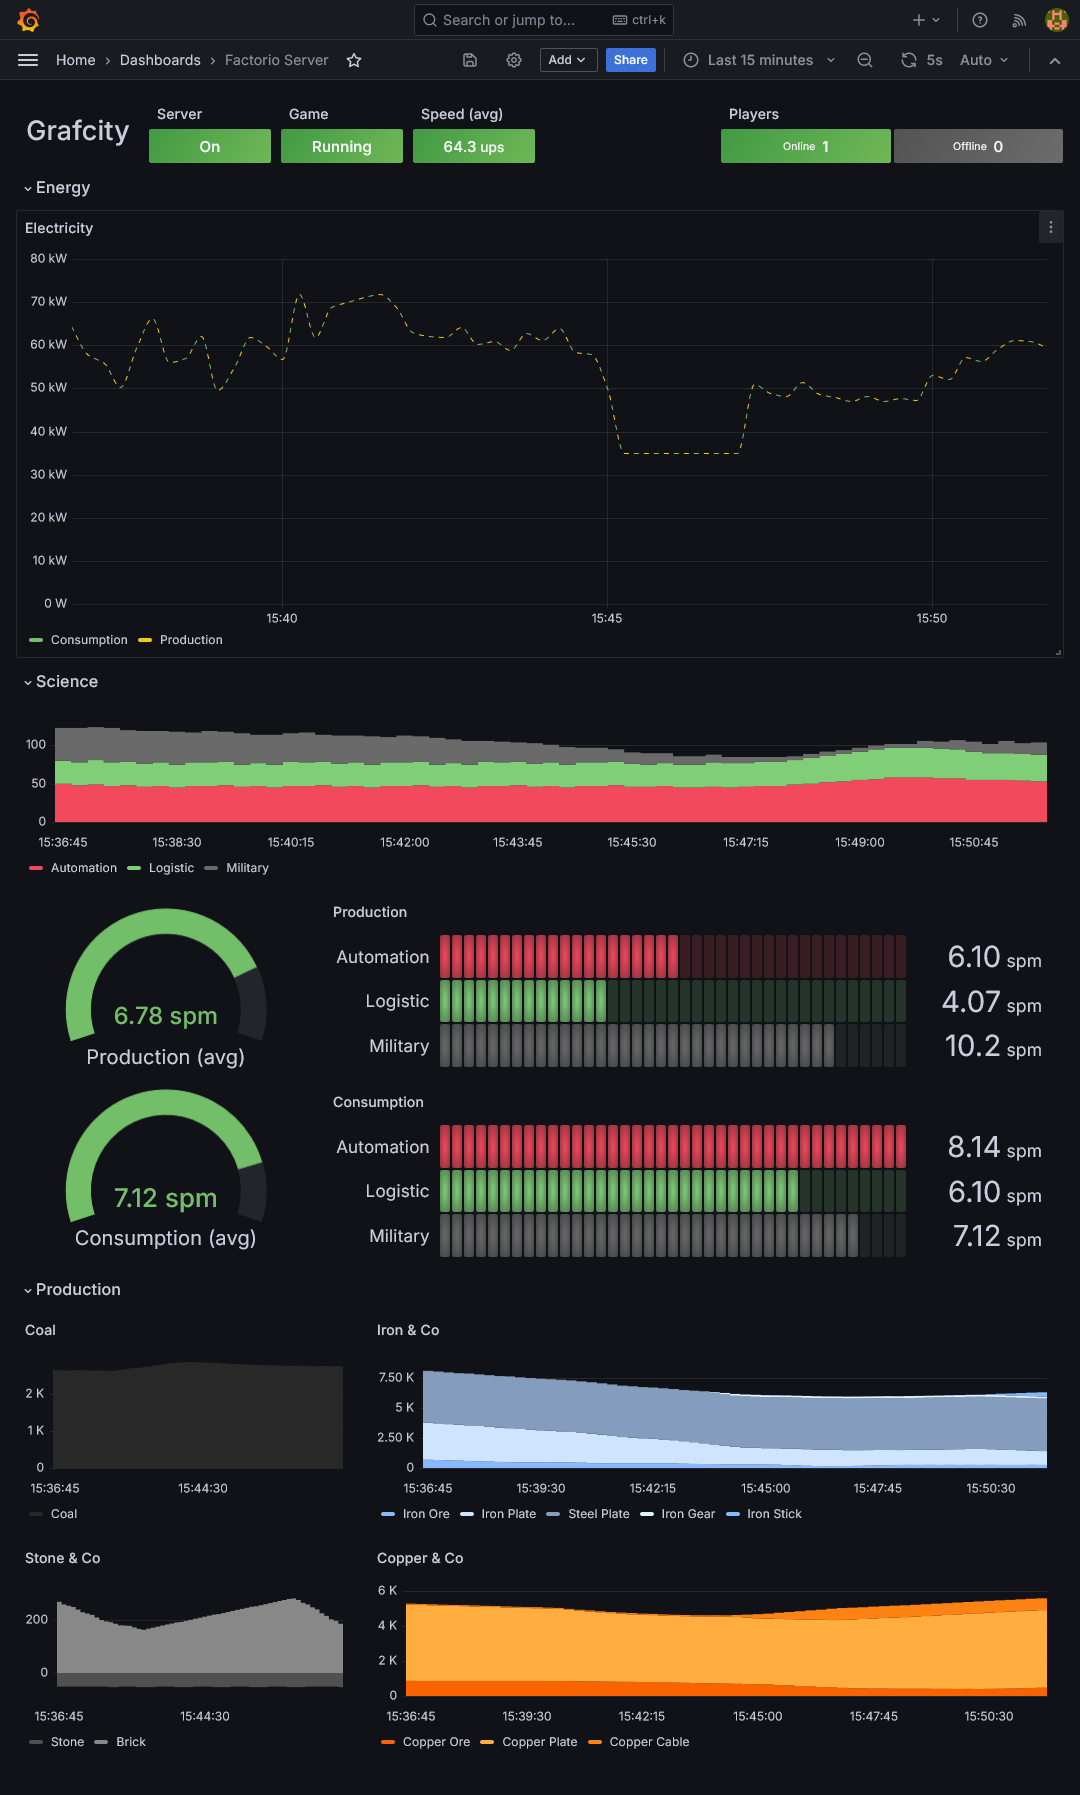 Search or jump to... ctrl+k
Home › Dashboards › Factorio Server
Add
Share
Last 15 minutes
5s
Auto
Grafcity
Server
On
Game
Running
Speed (avg)
64.3 ups
Players
Online 1
Offline 0
Energy
Electricity
80 kW
70 kW
60 kW
50 kW
40 kW
30 kW
20 kW
10 kW
0 W
15:40 15:45 15:50
Consumption Production
Science
100
50
0
15:36:45 15:38:30 15:40:15 15:42:00 15:43:45 15:45:30 15:47:15 15:49:00 15:50:45
Automation Logistic Military
6.78 spm
Production (avg)
Production
Automation 6.10 spm
Logistic 4.07 spm
Military 10.2 spm
7.12 spm
Consumption (avg)
Consumption
Automation 8.14 spm
Logistic 6.10 spm
Military 7.12 spm
Production
Coal
2 K
1 K
0
15:36:45 15:44:30
Coal
Iron & Co
7.50 K
5 K
2.50 K
0
15:36:45 15:39:30 15:42:15 15:45:00 15:47:45 15:50:30
Iron Ore Iron Plate Steel Plate Iron Gear Iron Stick
Stone & Co
200
0
15:36:45 15:44:30
Stone Brick
Copper & Co
6 K
4 K
2 K
0
15:36:45 15:39:30 15:42:15 15:45:00 15:47:45 15:50:30
Copper Ore Copper Plate Copper Cable